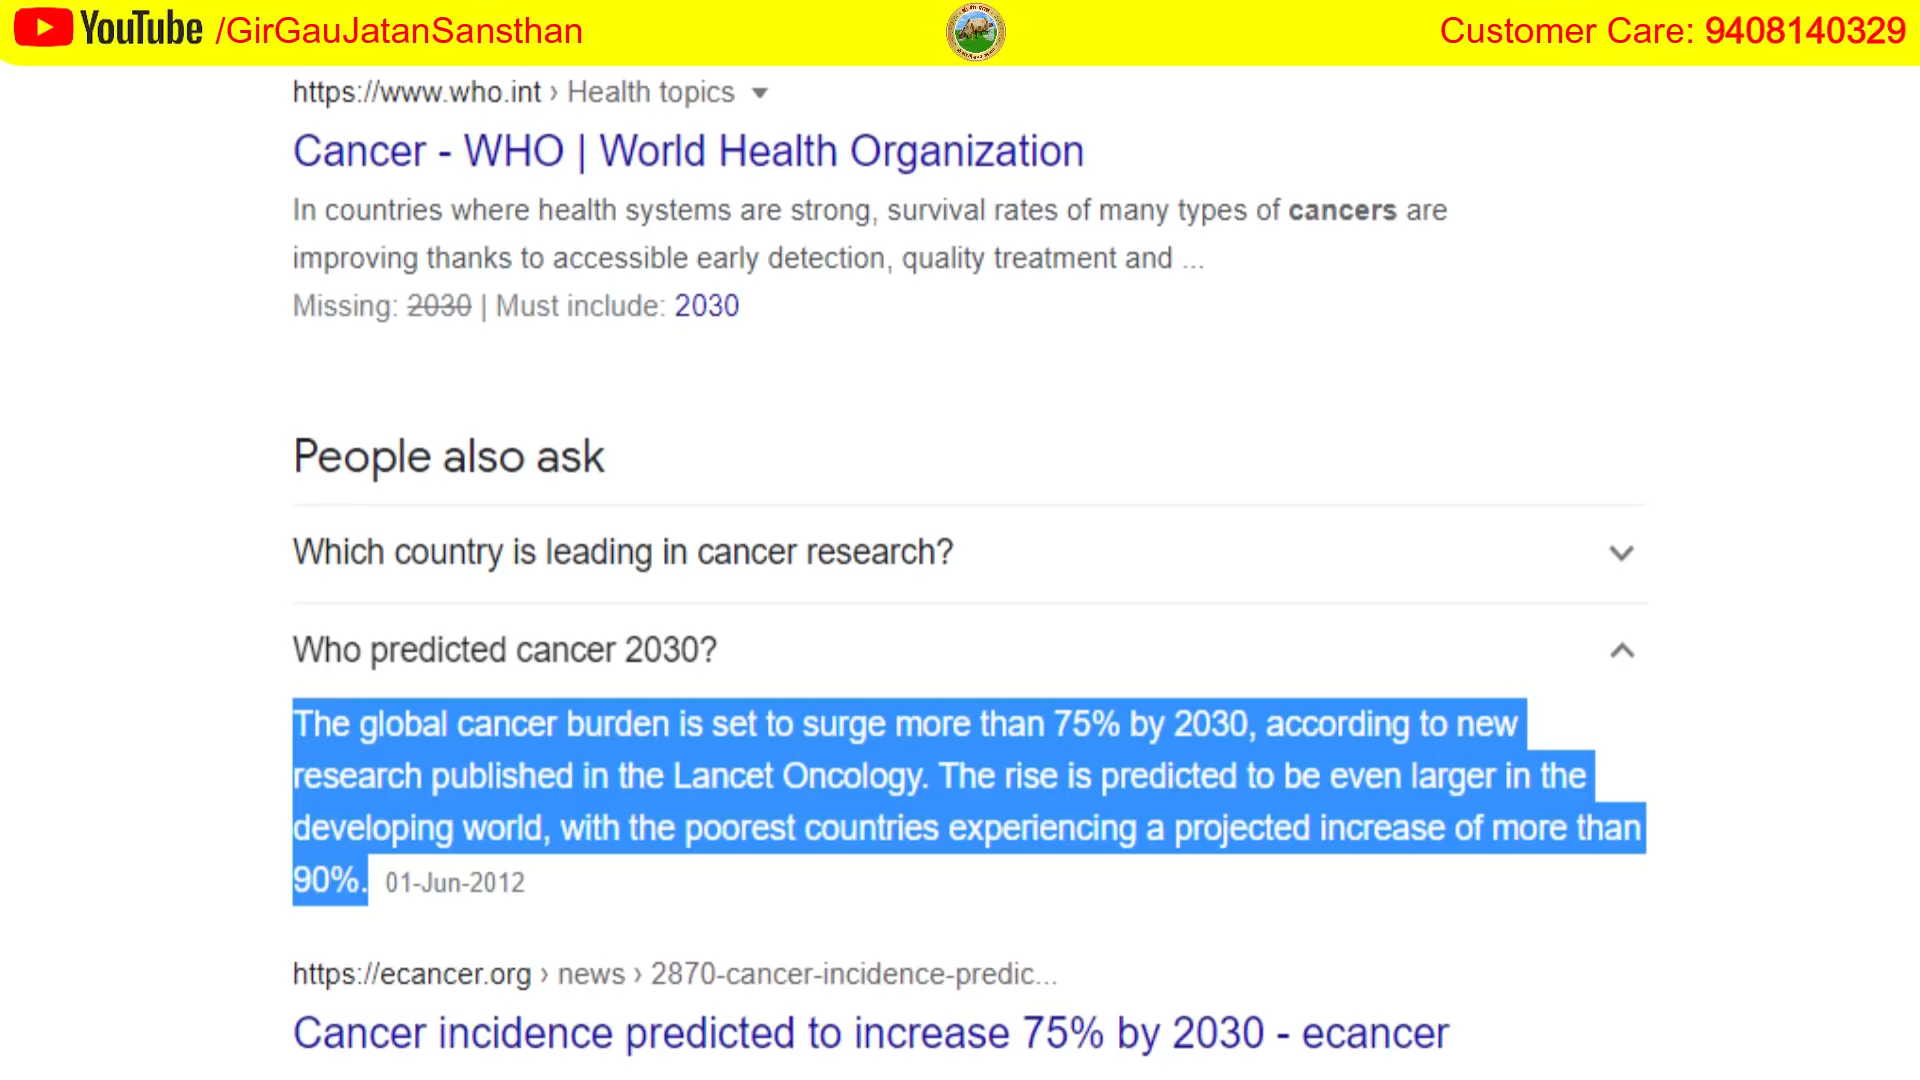 YouTube /GirGauJatanSansthan
Customer Care: 9408140329
https://www.who.int › Health topics
Cancer - WHO | World Health Organization
In countries where health systems are strong, survival rates of many types of cancers are
improving thanks to accessible early detection, quality treatment and ...
Missing: 2030 | Must include: 2030
People also ask
Which country is leading in cancer research?
Who predicted cancer 2030?
The global cancer burden is set to surge more than 75% by 2030, according to new
research published in the Lancet Oncology. The rise is predicted to be even larger in the
developing world, with the poorest countries experiencing a projected increase of more than
90%. 01-Jun-2012
https://ecancer.org › news › 2870-cancer-incidence-predic...
Cancer incidence predicted to increase 75% by 2030 - ecancer